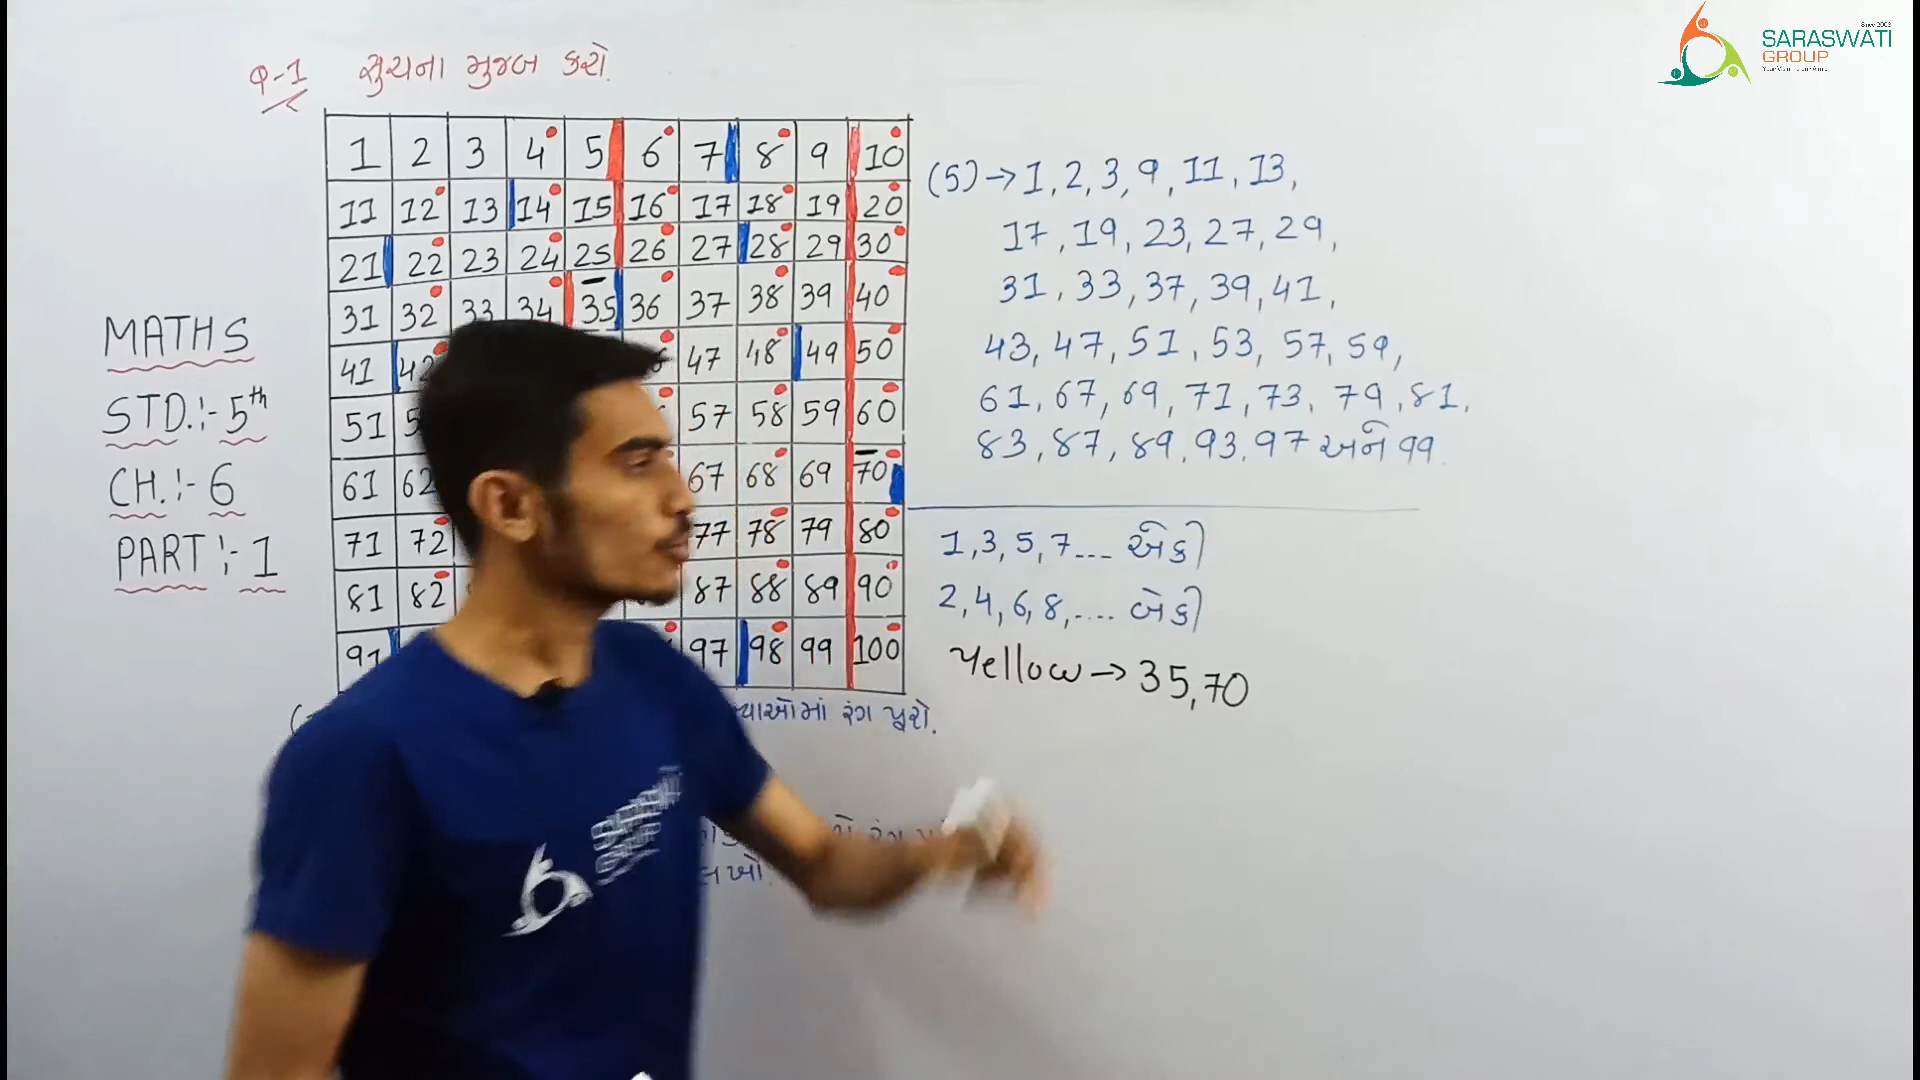 Since 2002
SARASWATI
GROUP
Q-1 સુચના મુજબ કરો.
1 2 3 4 5 6 7 8 9 10
11 12 13 14 15 16 17 18 19 20
21 22 23 24 25 26 27 28 29 30
31 32 33 34 35 36 37 38 39 40
41 42 47 48 49 50
51 57 58 59 60
61 62 67 68 69 70
71 72 77 78 79 80
81 82 87 88 89 90
91 97 98 99 100
રંગ પૂરો.
MATHS
STD.:- 5th
CH.:- 6
PART:- 1
(5)→1, 2, 3, 9, 11, 13,
17, 19, 23, 27, 29,
31, 33, 37, 39, 41,
43, 47, 51, 53, 57, 59,
61, 67, 69, 71, 73, 79, 81,
83, 87, 89, 93, 97 અને 99.
1, 3, 5, 7--- એકી
2, 4, 6, 8, .... બેકી
Yellow → 35, 70